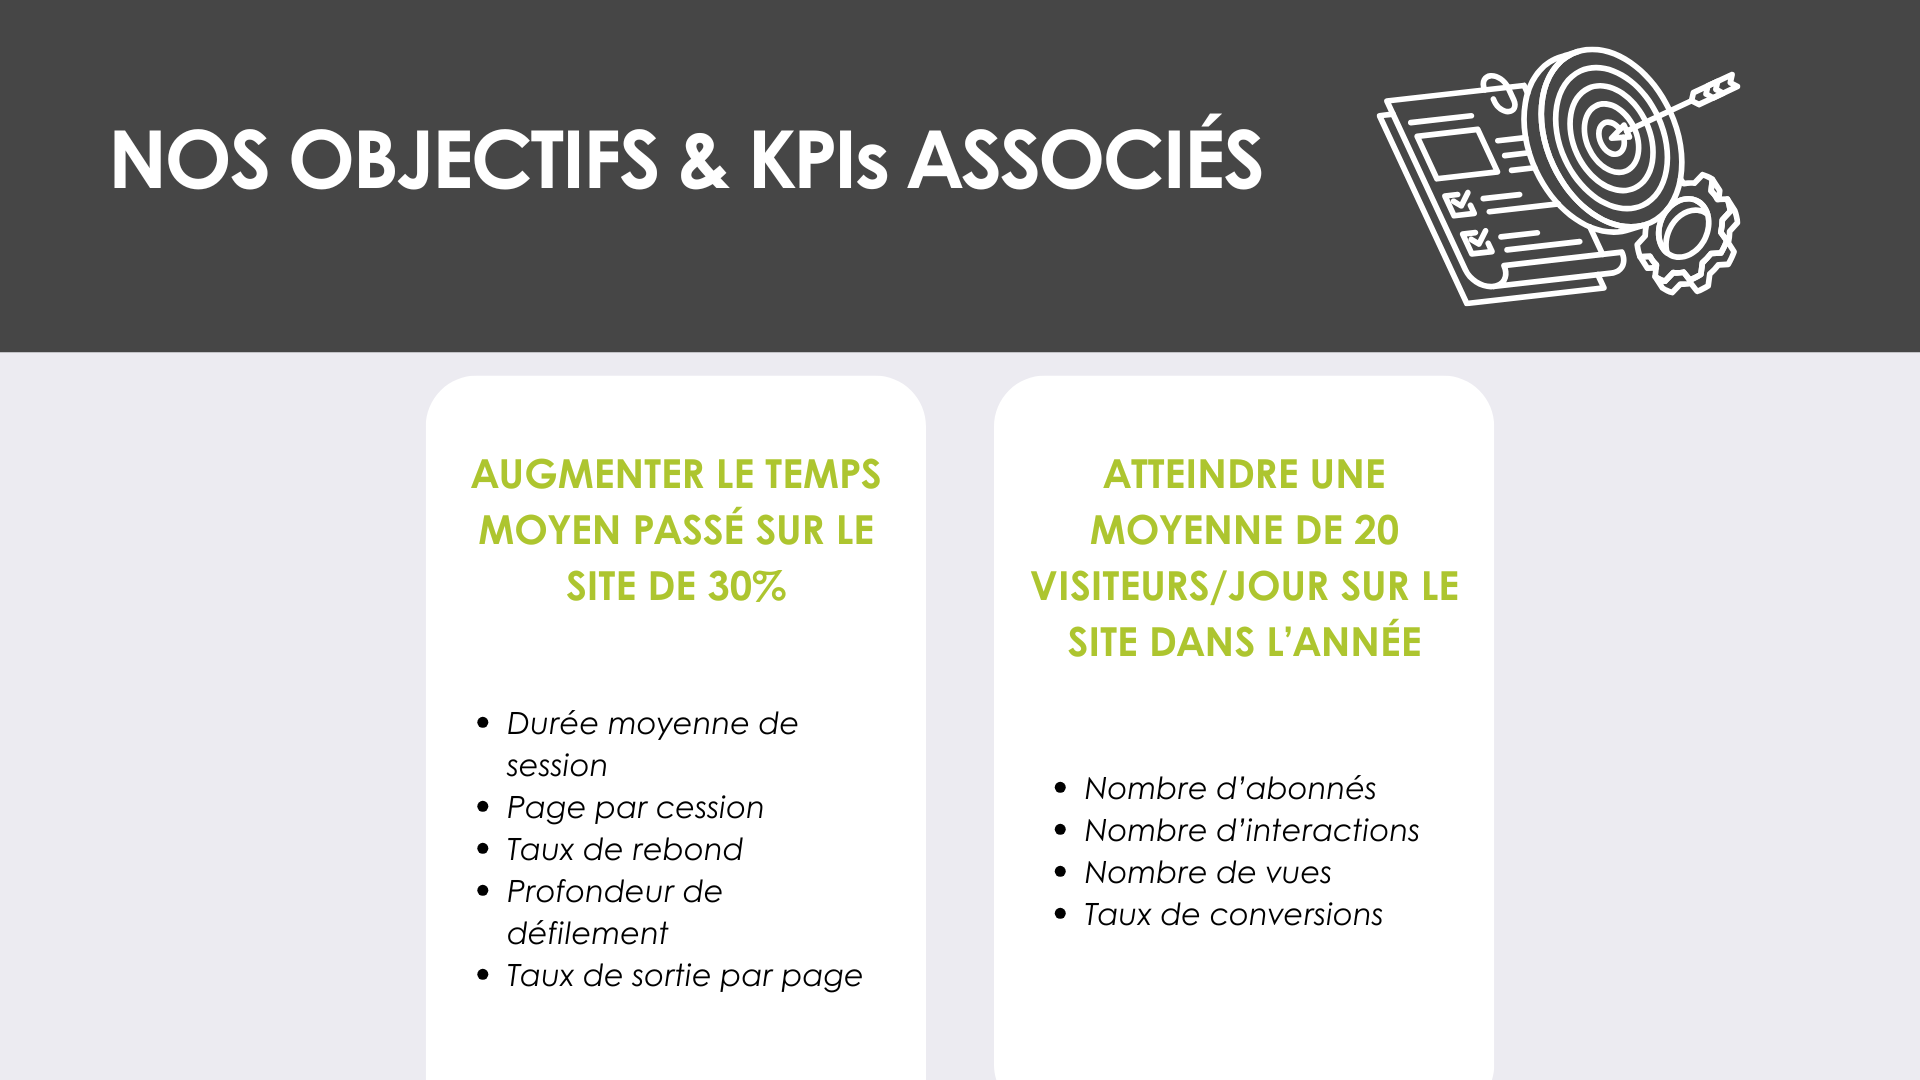 NOS OBJECTIFS & KPIs ASSOCIÉS
AUGMENTER LE TEMPS
MOYEN PASSÉ SUR LE
SITE DE 30%
• Durée moyenne de
session
• Page par cession
• Taux de rebond
• Profondeur de
défilement
• Taux de sortie par page
ATTEINDRE UNE
MOYENNE DE 20
VISITEURS/JOUR SUR LE
SITE DANS L’ANNÉE
• Nombre d’abonnés
• Nombre d’interactions
• Nombre de vues
• Taux de conversions